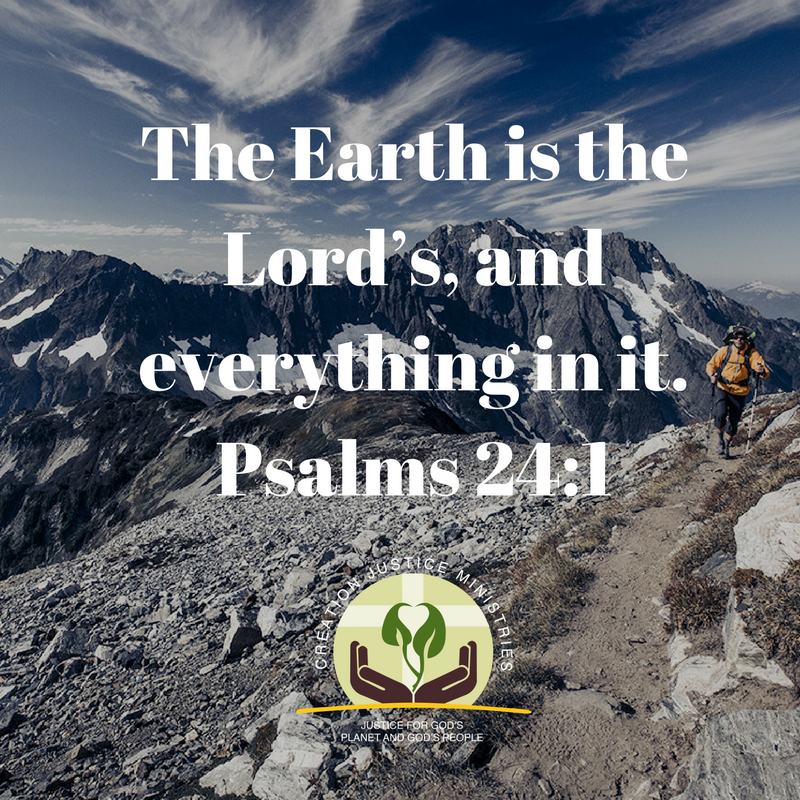 The Earth is the
Lord’s, and
everything in it.
Psalms 24:1
CREATION JUSTICE MINISTRIES
JUSTICE FOR GOD'S
PLANET AND GOD'S PEOPLE